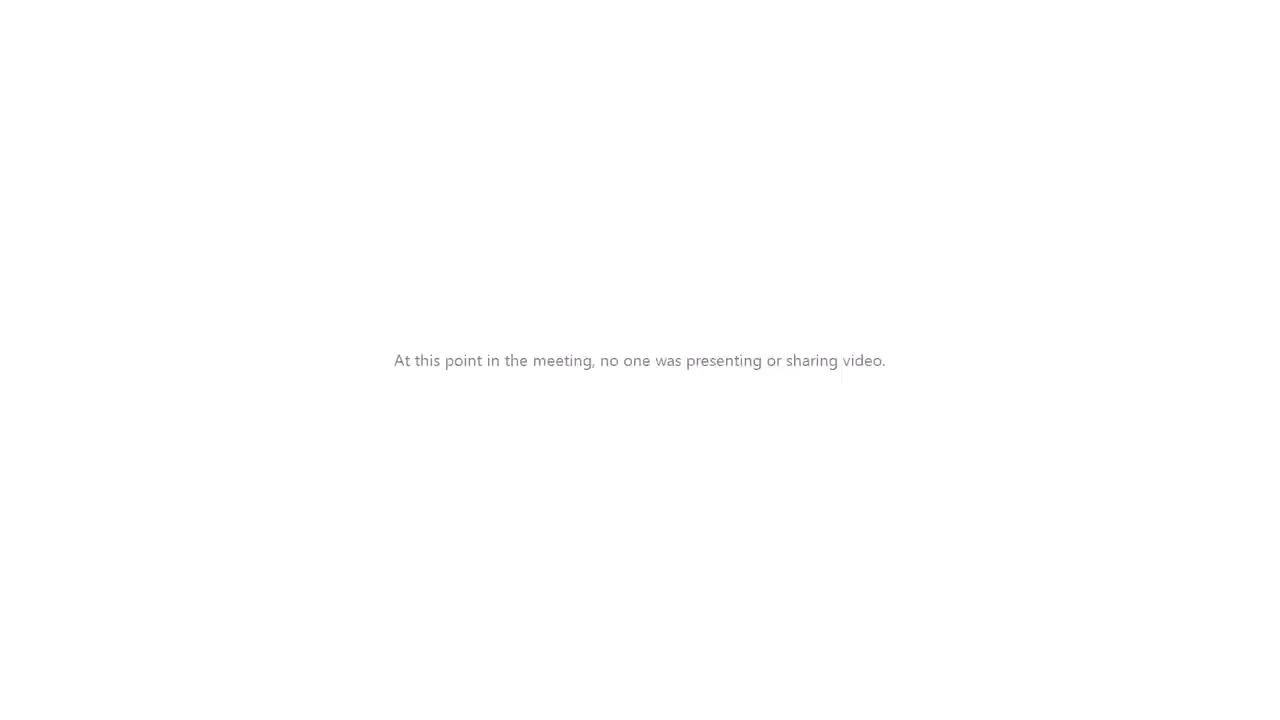 At this point in the meeting, no one was presenting or sharing video.